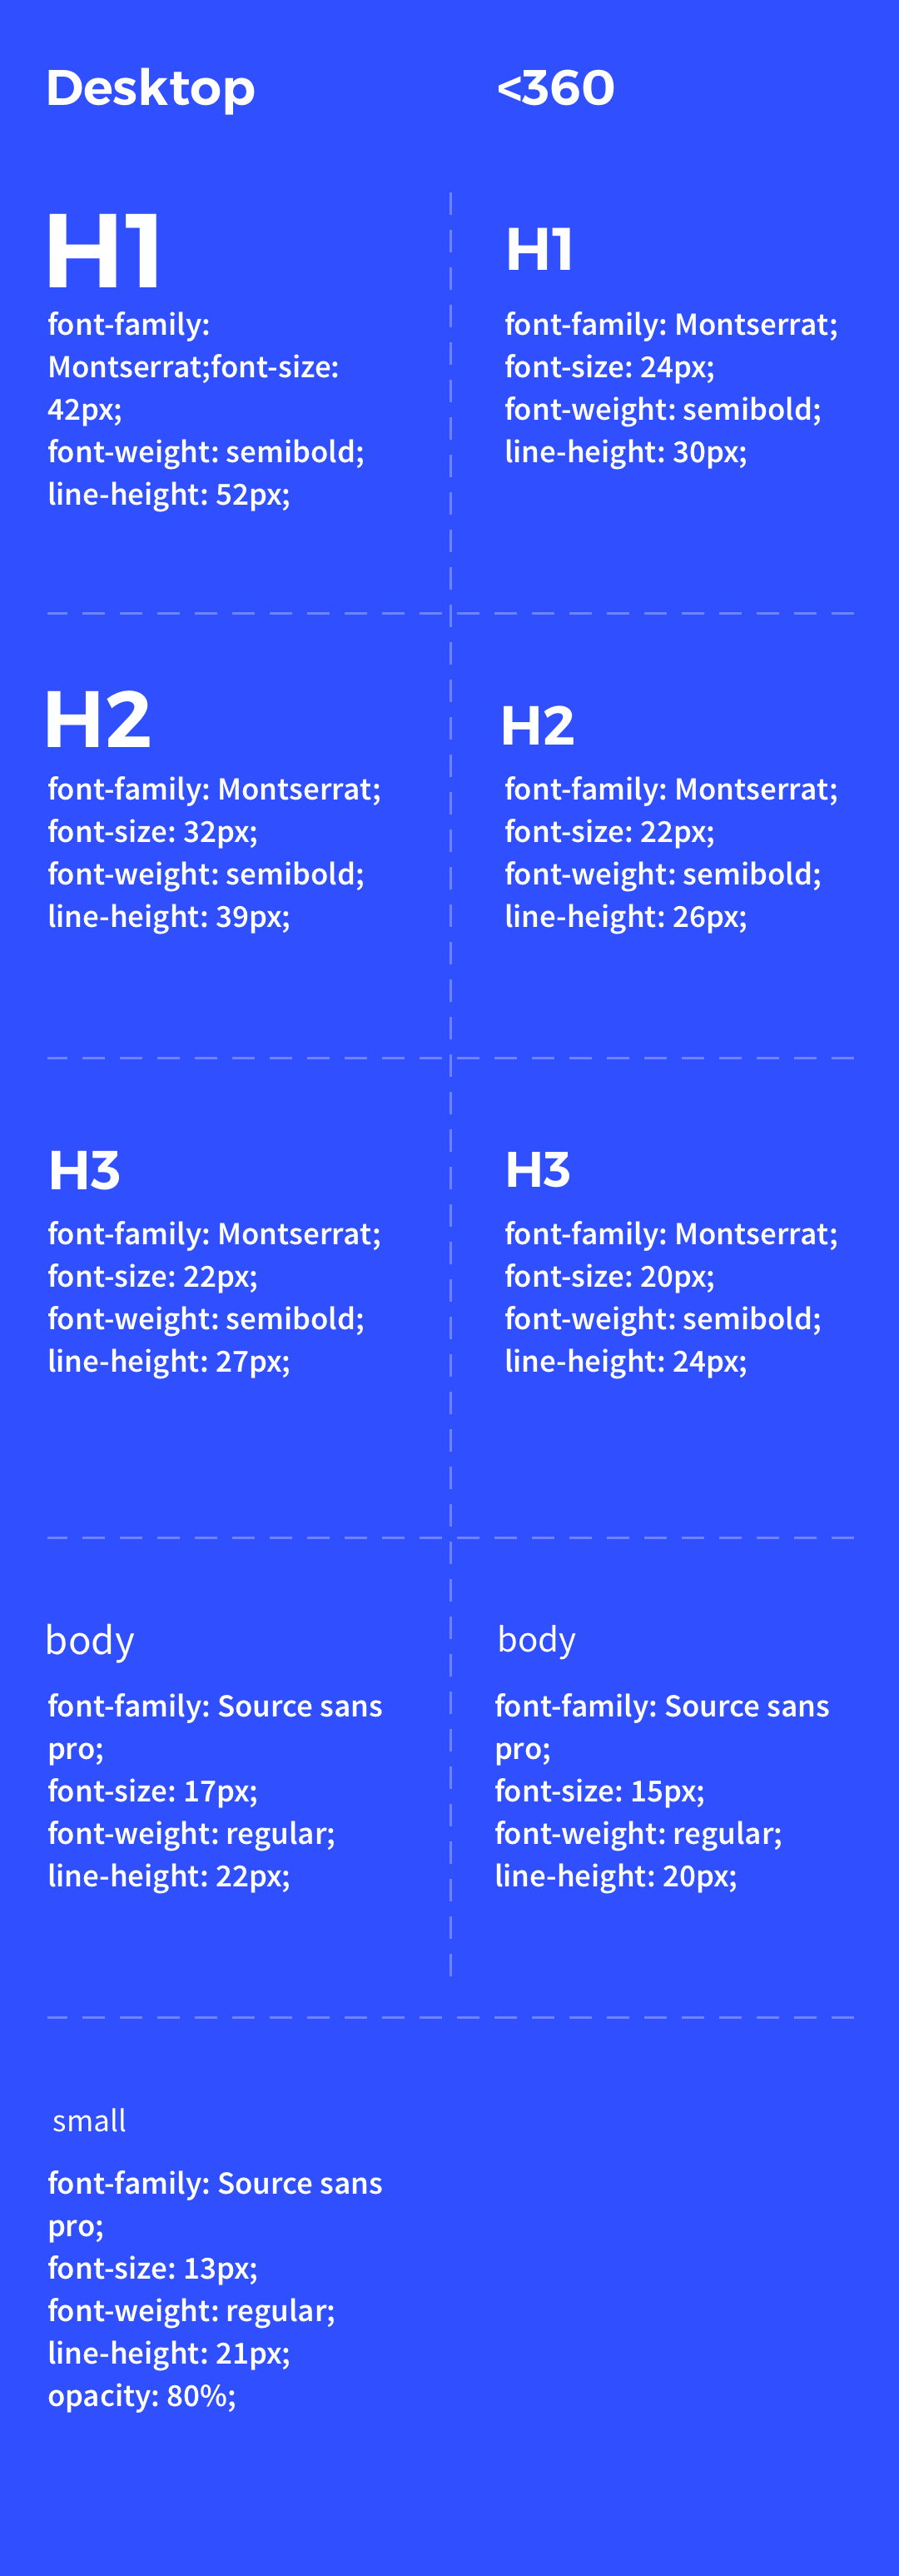 Desktop
<360
H1
font-family:
Montserrat;font-size:
42px;
font-weight: semibold;
line-height: 52px;
H1
font-family: Montserrat;
font-size: 24px;
font-weight: semibold;
line-height: 30px;
H2
font-family: Montserrat;
font-size: 32px;
font-weight: semibold;
line-height: 39px;
H2
font-family: Montserrat;
font-size: 22px;
font-weight: semibold;
line-height: 26px;
H3
font-family: Montserrat;
font-size: 22px;
font-weight: semibold;
line-height: 27px;
H3
font-family: Montserrat;
font-size: 20px;
font-weight: semibold;
line-height: 24px;
body
font-family: Source sans
pro;
font-size: 17px;
font-weight: regular;
line-height: 22px;
body
font-family: Source sans
pro;
font-size: 15px;
font-weight: regular;
line-height: 20px;
small
font-family: Source sans
pro;
font-size: 13px;
font-weight: regular;
line-height: 21px;
opacity: 80%;